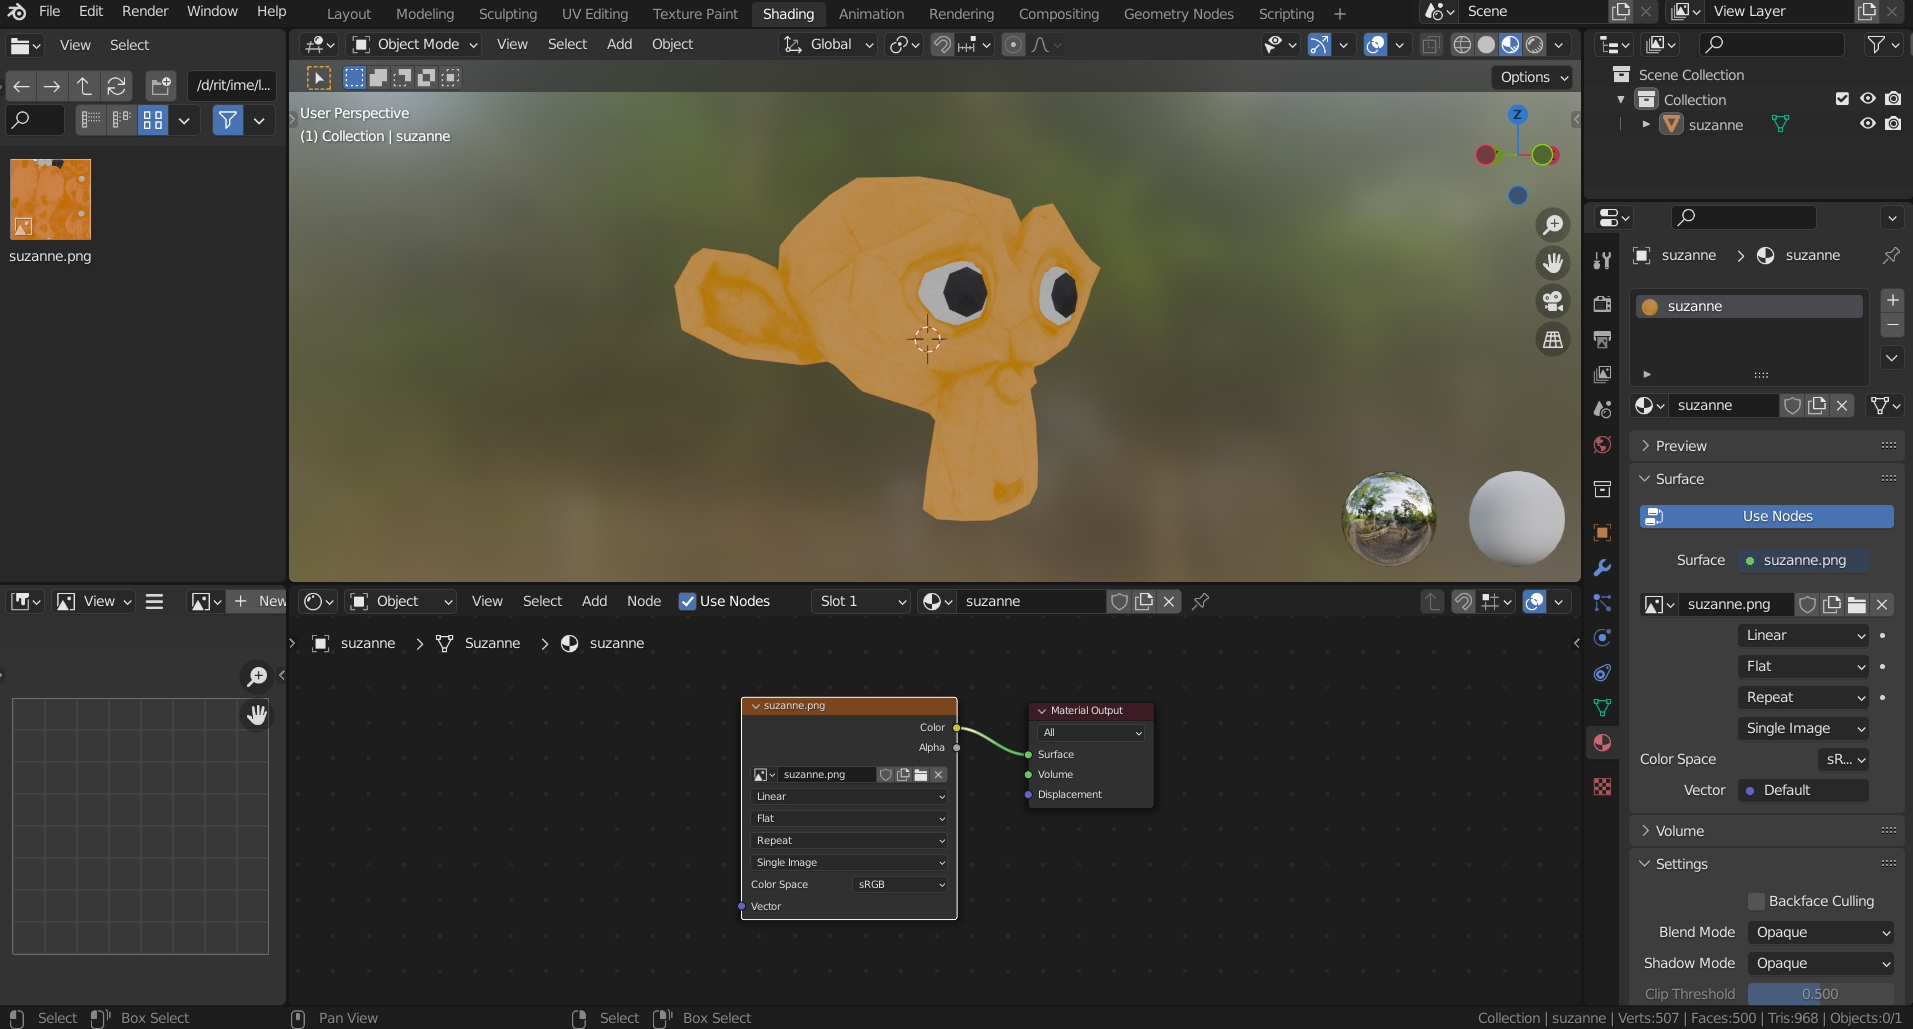 File Edit Render Window Help
Layout Modeling Sculpting UV Editing Texture Paint Shading Animation Rendering Compositing Geometry Nodes Scripting +
Scene
View Layer
View Select
/d/rit/ime/l...
suzanne.png
Object Mode View Select Add Object
Global
Options
User Perspective
(1) Collection | suzanne
Z
Scene Collection
Collection
suzanne
suzanne > suzanne
suzanne
suzanne
Preview
Surface
Use Nodes
Surface suzanne.png
suzanne.png
Linear
Flat
Repeat
Single Image
Color Space sR...
Vector Default
Volume
Settings
Backface Culling
Blend Mode Opaque
Shadow Mode Opaque
Clip Threshold 0.500
View
+ New
Object View Select Add Node Use Nodes
Slot 1
suzanne
suzanne > Suzanne > suzanne
suzanne.png
Color
Alpha
suzanne.png
Linear
Flat
Repeat
Single Image
Color Space sRGB
Vector
Material Output
All
Surface
Volume
Displacement
Select Box Select Pan View Select Box Select
Collection | suzanne | Verts:507 | Faces:500 | Tris:968 | Objects:0/1